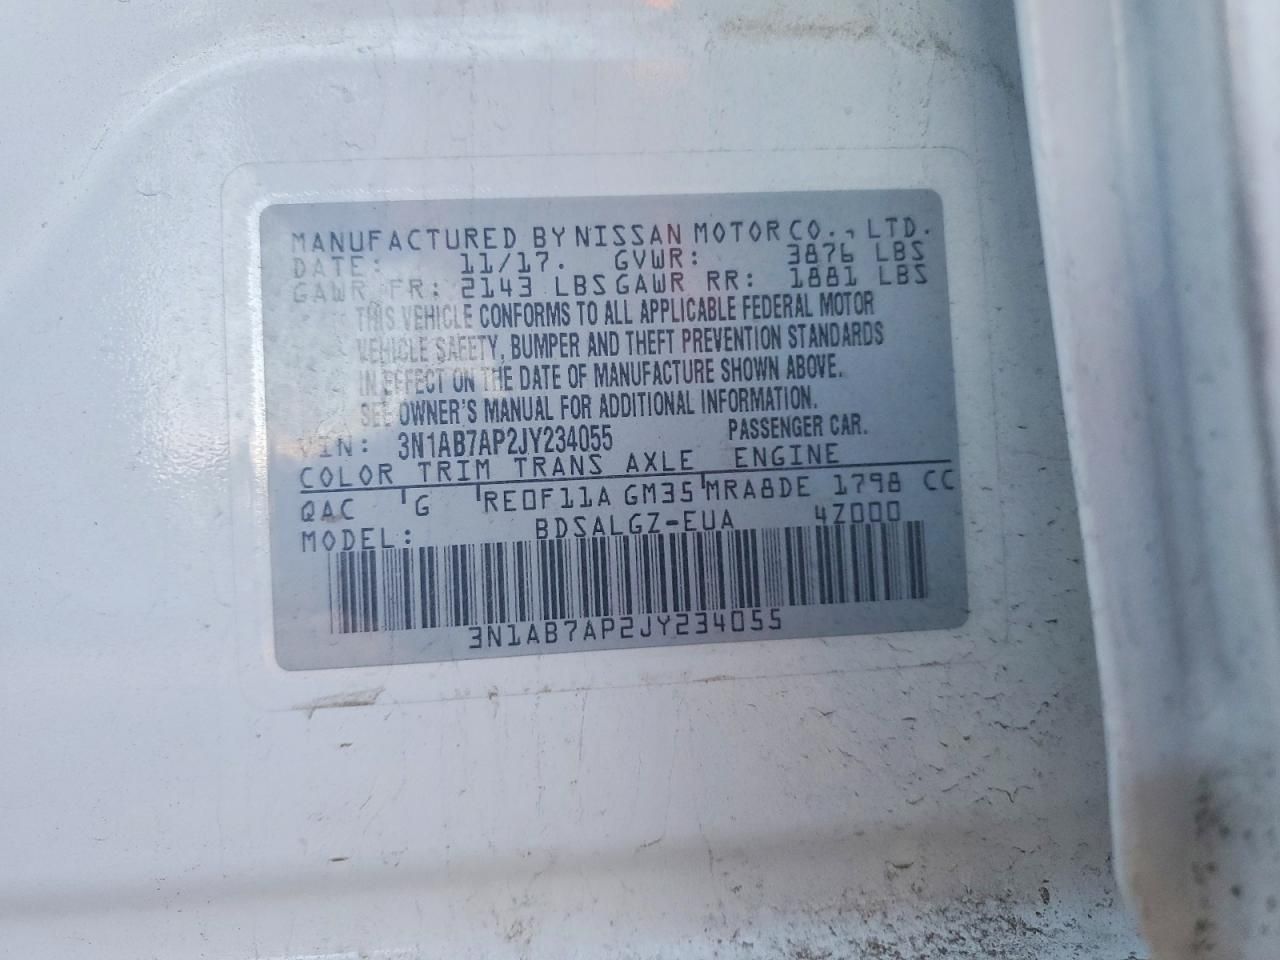 MANUFACTURED BY NISSAN MOTOR CO., LTD.
DATE: 11/17. GVWR: 3876 LBS
GAWR FR: 2143 LBS GAWR RR: 1881 LBS
THIS VEHICLE CONFORMS TO ALL APPLICABLE FEDERAL MOTOR
VEHICLE SAFETY, BUMPER AND THEFT PREVENTION STANDARDS
IN EFFECT ON THE DATE OF MANUFACTURE SHOWN ABOVE.
SEE OWNER'S MANUAL FOR ADDITIONAL INFORMATION.
VIN: 3N1AB7AP2JY234055 PASSENGER CAR.
COLOR TRIM TRANS AXLE ENGINE
QAC G RE0F11A GM35 MRA8DE 1798 CC
MODEL: BDSALGZ-EUA 4Z000
3N1AB7AP2JY234055